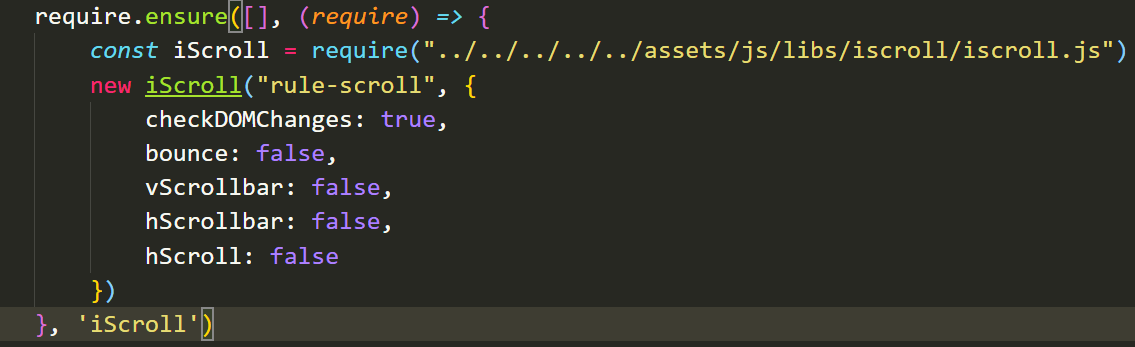 require.ensure([], (require) => {
const iScroll = require("../../../../../assets/js/libs/iscroll/iscroll.js")
new iScroll("rule-scroll", {
checkDOMChanges: true,
bounce: false,
vScrollbar: false,
hScrollbar: false,
hScroll: false
})
}, 'iScroll')